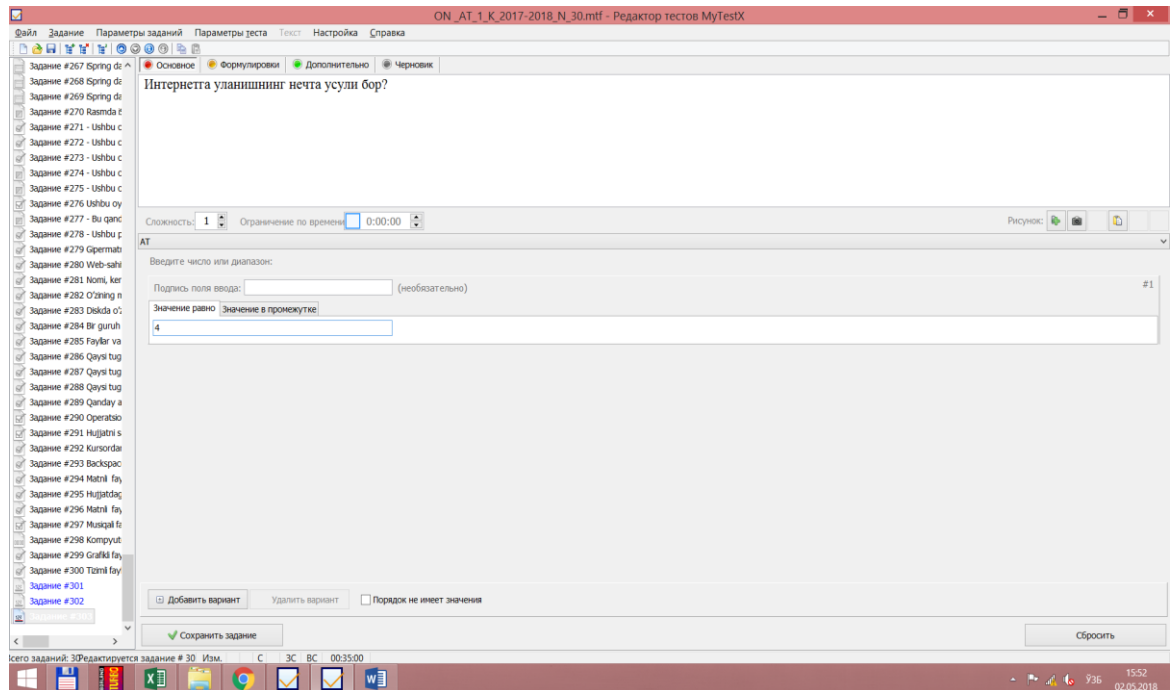 ON _AT_1_K_2017-2018_N_30.mtf - Редактор тестов MyTestX
Файл Задание Параметры заданий Параметры теста Текст Настройка Справка
Задание #267 iSpring da
Задание #268 iSpring da
Задание #269 iSpring da
Задание #270 Rasmda
Задание #271 - Ushbu o
Задание #272 - Ushbu o
Задание #273 - Ushbu o
Задание #274 - Ushbu o
Задание #275 - Ushbu o
Задание #276 Ushbu oy
Задание #277 - Bu qand
Задание #278 - Ushbu p
Задание #279 Gipermatn
Задание #280 Web-sahi
Задание #281 Nomi, ker
Задание #282 O'zining n
Задание #283 Diskda o'z
Задание #284 Bir guruh
Задание #285 Fayllar va
Задание #286 Qaysi tug
Задание #287 Qaysi tug
Задание #288 Qaysi tug
Задание #289 Qanday a
Задание #290 Operatsio
Задание #291 Hujjatni s
Задание #292 Kursordan
Задание #293 Backspac
Задание #294 Matnli fay
Задание #295 Hujjatdag
Задание #296 Matnli fay
Задание #297 Musiqali fa
Задание #298 Kompyut
Задание #299 Grafikli fay
Задание #300 Tizimli fay
Задание #301
Задание #302
Основное Формулировки Дополнительно Черновик
Интернетга уланишнинг нечта усули бор?
Сложность: 1 Ограничение по времени 0:00:00 Рисунок:
АТ
Введите число или диапазон:
Подпись поля ввода: (необязательно) #1
Значение равно Значение в промежутке
4
Добавить вариант Удалить вариант Порядок не имеет значения
Сохранить задание Сбросить
Редактируется задание # 30 Изм. С ЗС ВС 00:35:00
ЎЗБ 15:52
02.05.2018